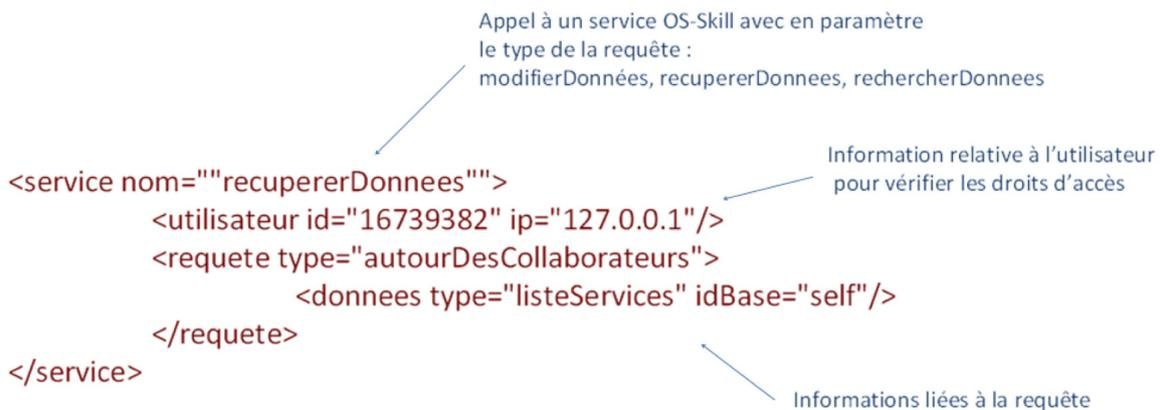 Appel à un service OS-Skill avec en paramètre
le type de la requête :
modifierDonnées, recupererDonnees, rechercherDonnees
Information relative à l'utilisateur
pour vérifier les droits d'accès
<service nom=""recupererDonnees"">
<utilisateur id="16739382" ip="127.0.0.1"/>
<requete type="autourDesCollaborateurs">
<donnees type="listeServices" idBase="self"/>
</requete>
</service>
Informations liées à la requête